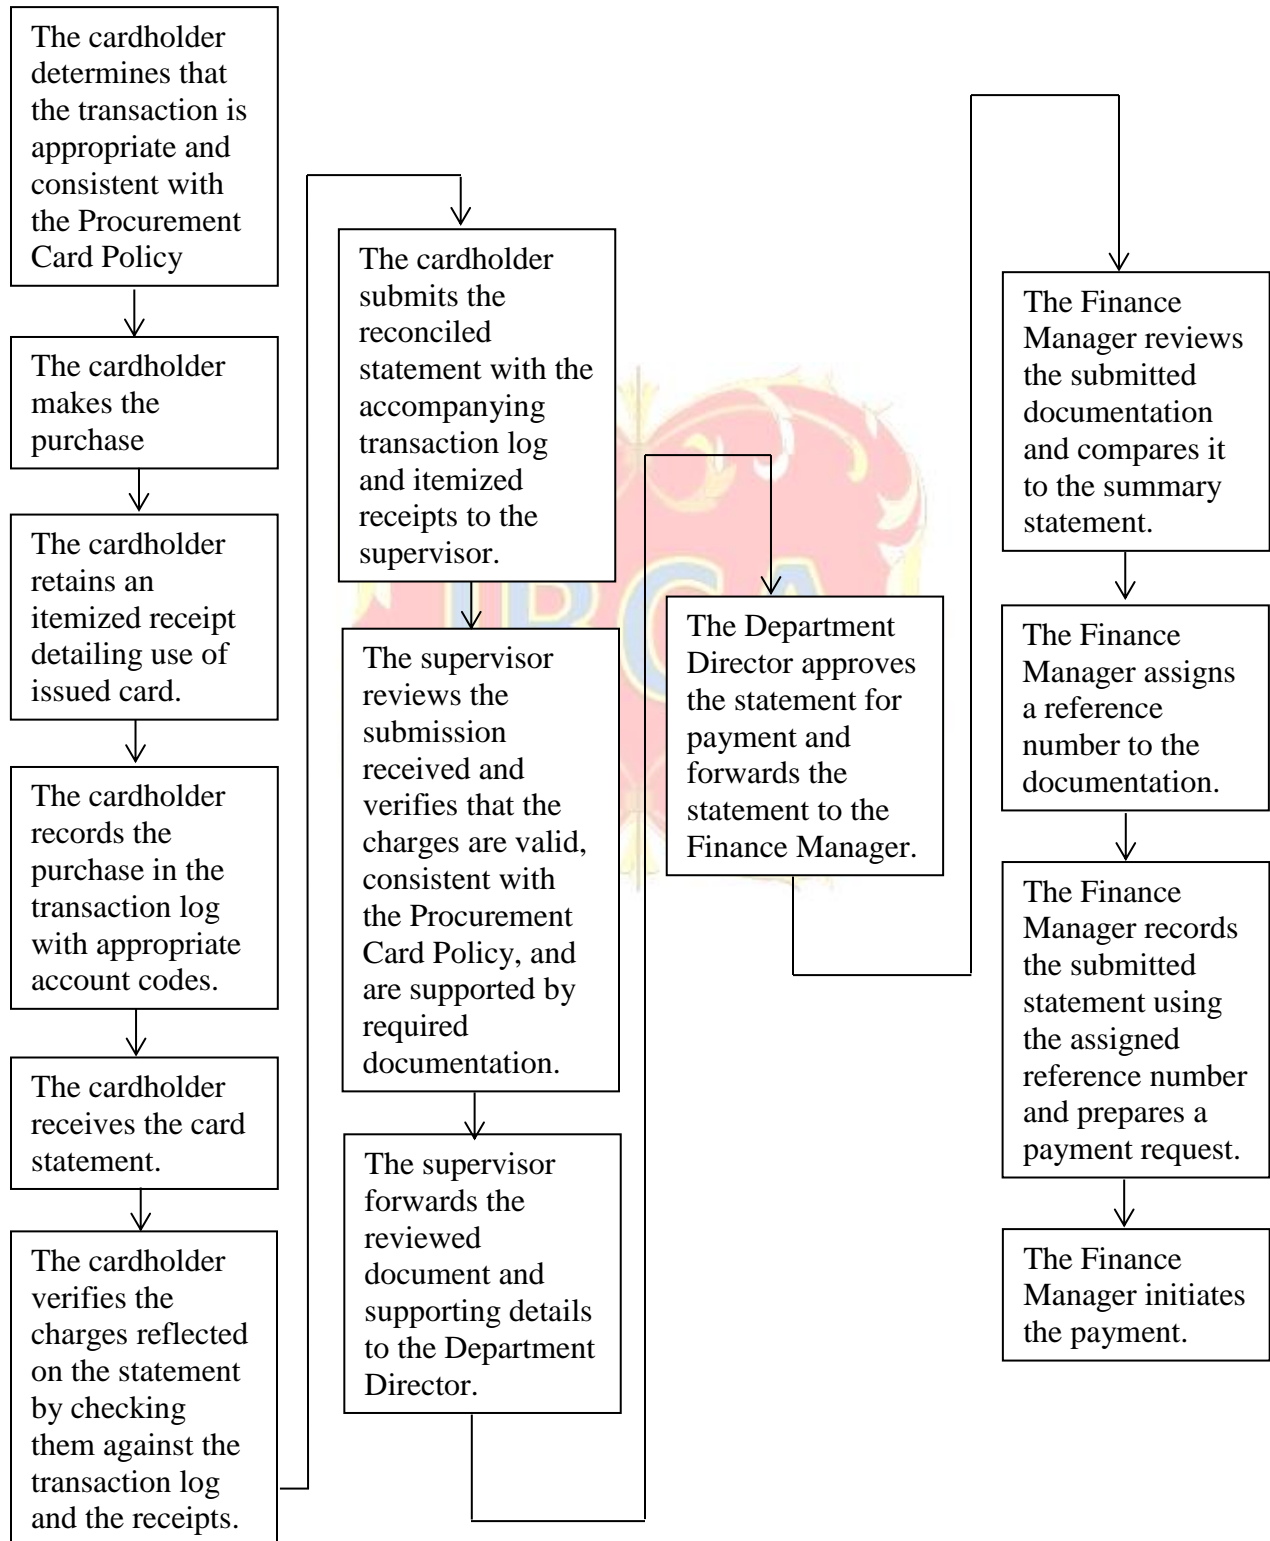 The cardholder
determines that
the transaction is
appropriate and
consistent with
the Procurement
Card Policy
The cardholder
makes the
purchase
The cardholder
retains an
itemized receipt
detailing use of
issued card.
The cardholder
records the
purchase in the
transaction log
with appropriate
account codes.
The cardholder
receives the card
statement.
The cardholder
verifies the
charges reflected
on the statement
by checking
them against the
transaction log
and the receipts.
The cardholder
submits the
reconciled
statement with the
accompanying
transaction log
and itemized
receipts to the
supervisor.
The supervisor
reviews the
submission
received and
verifies that the
charges are valid,
consistent with
the Procurement
Card Policy, and
are supported by
required
documentation.
The supervisor
forwards the
reviewed
document and
supporting details
to the Department
Director.
The Department
Director approves
the statement for
payment and
forwards the
statement to the
Finance Manager.
The Finance
Manager reviews
the submitted
documentation
and compares it
to the summary
statement.
The Finance
Manager assigns
a reference
number to the
documentation.
The Finance
Manager records
the submitted
statement using
the assigned
reference number
and prepares a
payment request.
The Finance
Manager initiates
the payment.